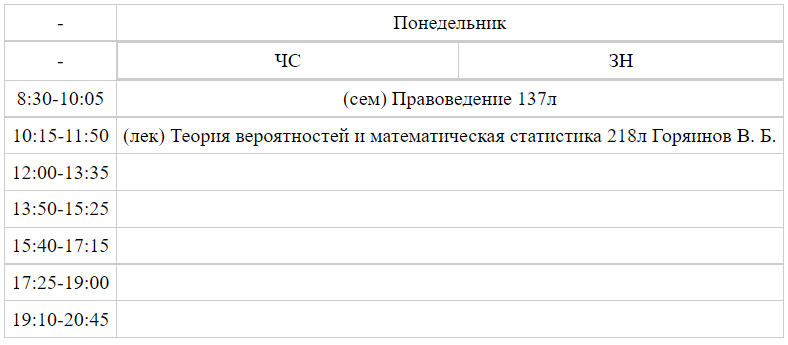 - Понедельник
- ЧС ЗН
8:30-10:05 (сем) Правоведение 137л
10:15-11:50 (лек) Теория вероятностей и математическая статистика 218л Горяинов В. Б.
12:00-13:35
13:50-15:25
15:40-17:15
17:25-19:00
19:10-20:45